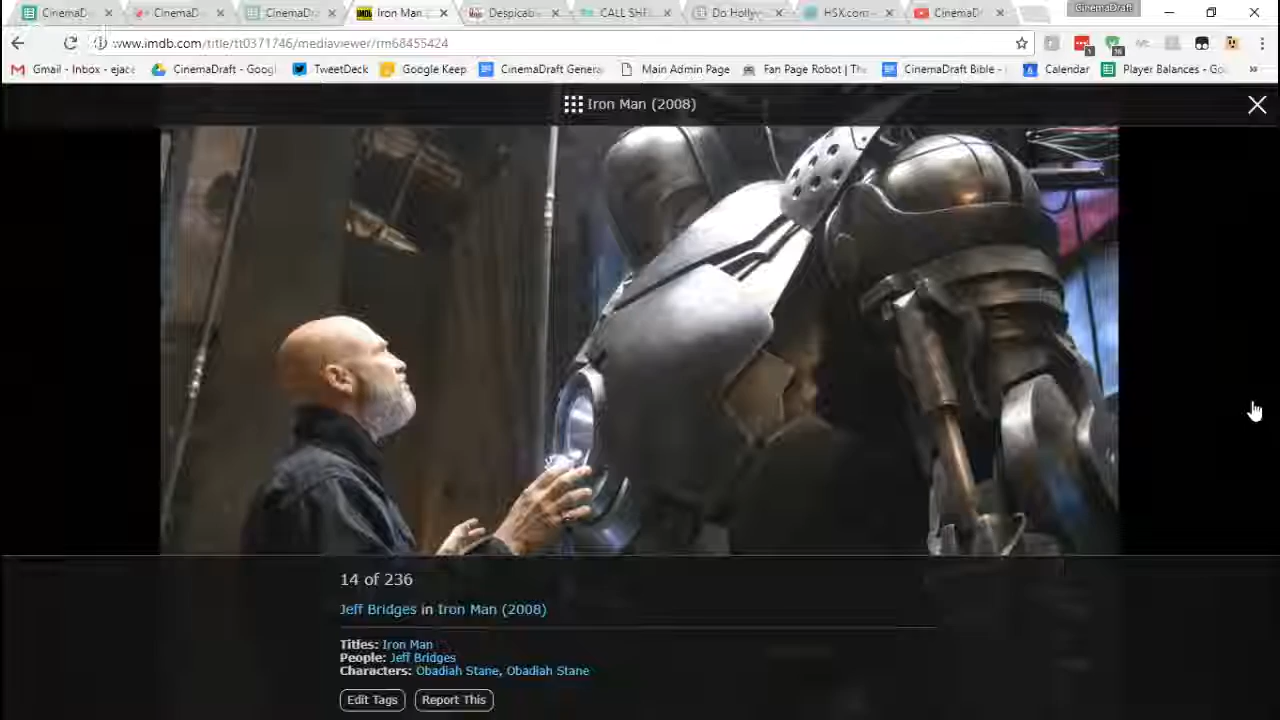 CinemaD
CinemaD
CinemaDra
IMDb Iron Man
Despicab
CALL SHE
Do Holly
HSX.com
CinemaD
CinemaDraft
www.imdb.com/title/tt0371746/mediaviewer/rm68455424
Gmail - Inbox - ejace
CinemaDraft - Googl
TweetDeck
Google Keep
CinemaDraft Genera
Main Admin Page
Fan Page Robot | The
CinemaDraft Bible -
Calendar
Player Balances - Go
Iron Man (2008)
14 of 236
Jeff Bridges in Iron Man (2008)
Titles: Iron Man
People: Jeff Bridges
Characters: Obadiah Stane, Obadiah Stane
Edit Tags
Report This